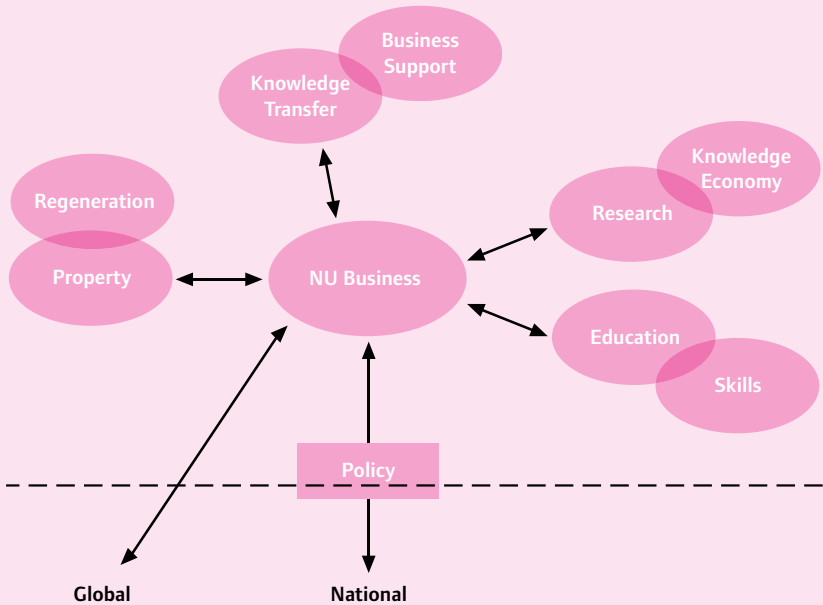 Business
Support
Knowledge
Transfer
Knowledge
Economy
Regeneration
Research
Property
NU Business
Education
Skills
Policy
Global
National